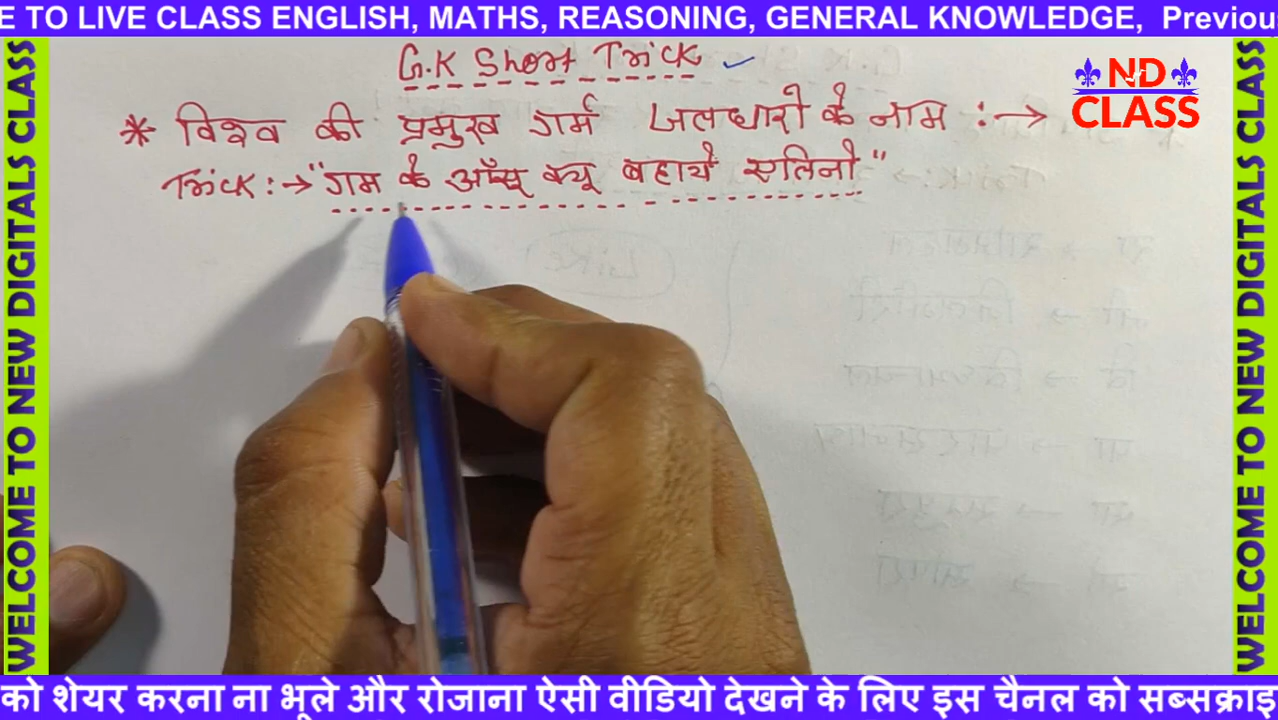 E TO LIVE CLASS ENGLISH, MATHS, REASONING, GENERAL KNOWLEDGE, Previou
G.K Short Trick
ND
CLASS
* विश्व की प्रमुख गर्म जलधारो के नाम :→
Trick :→ "गम के आँसू क्यू बहाये एलिनो"
Like
WELCOME TO NEW DIGITALS CLASS
WELCOME TO NEW DIGITALS CLASS
को शेयर करना ना भूले और रोजाना ऐसी वीडियो देखने के लिए इस चैनल को सब्सक्राइ